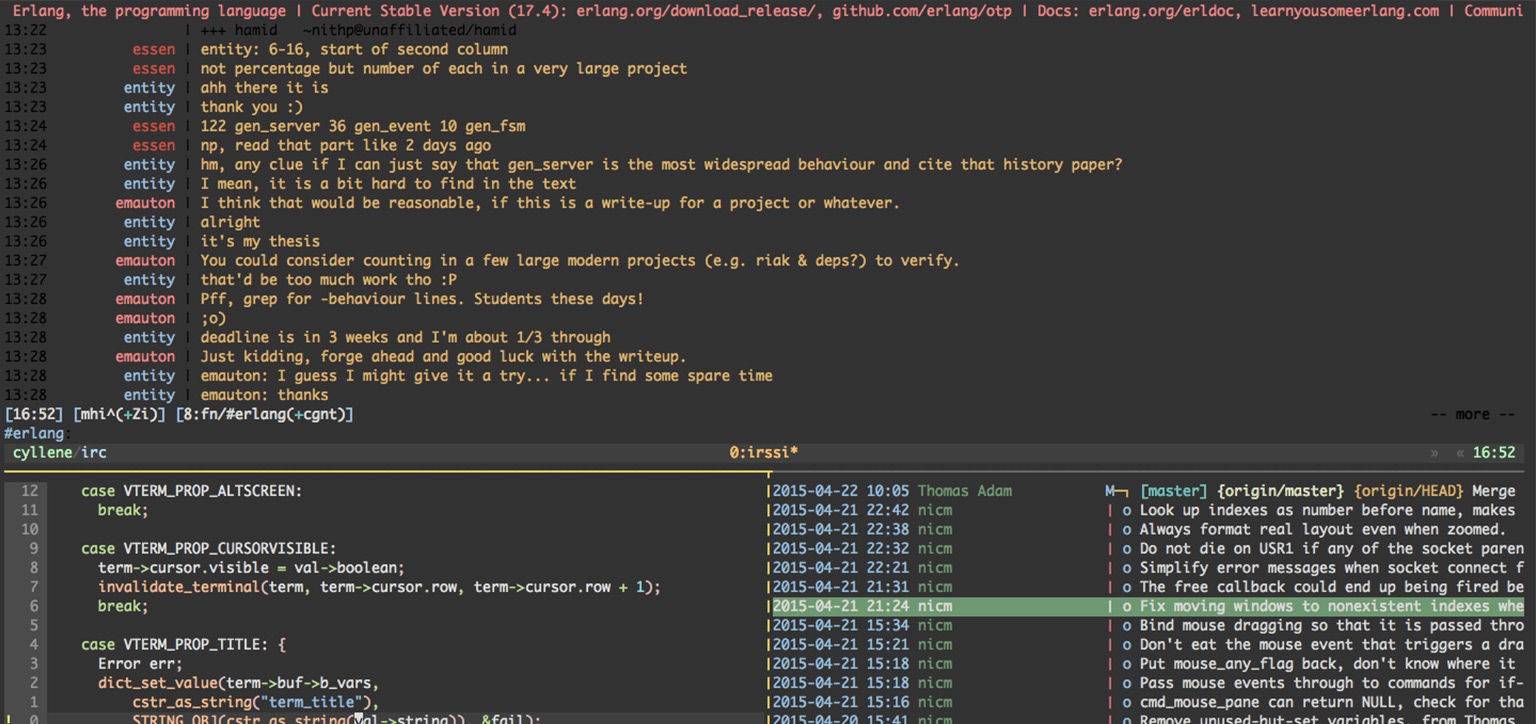 Erlang, the programming language | Current Stable Version (17.4): erlang.org/download_release/, github.com/erlang/otp | Docs: erlang.org/erldoc, learnyousomeerlang.com | Communi
13:22 | +++ hamid ~nithp@unaffiliated/hamid
13:23 essen | entity: 6-16, start of second column
13:23 essen | not percentage but number of each in a very large project
13:23 entity | ahh there it is
13:23 entity | thank you :)
13:24 essen | 122 gen_server 36 gen_event 10 gen_fsm
13:24 essen | np, read that part like 2 days ago
13:26 entity | hm, any clue if I can just say that gen_server is the most widespread behaviour and cite that history paper?
13:26 entity | I mean, it is a bit hard to find in the text
13:26 emauton | I think that would be reasonable, if this is a write-up for a project or whatever.
13:26 entity | alright
13:26 entity | it's my thesis
13:27 emauton | You could consider counting in a few large modern projects (e.g. riak & deps?) to verify.
13:27 entity | that'd be too much work tho :P
13:28 emauton | Pff, grep for -behaviour lines. Students these days!
13:28 emauton | ;o)
13:28 entity | deadline is in 3 weeks and I'm about 1/3 through
13:28 emauton | Just kidding, forge ahead and good luck with the writeup.
13:28 entity | emauton: I guess I might give it a try... if I find some spare time
13:28 entity | emauton: thanks
[16:52] [mhi^(+Zi)] [8:fn/#erlang(+cgnt)] -- more --
#erlang:
cyllene/irc 0:irssi* » « 16:52
12 case VTERM_PROP_ALTSCREEN:
11 break;
10
9 case VTERM_PROP_CURSORVISIBLE:
8 term->cursor.visible = val->boolean;
7 invalidate_terminal(term, term->cursor.row, term->cursor.row + 1);
6 break;
5
4 case VTERM_PROP_TITLE: {
3 Error err;
2 dict_set_value(term->buf->b_vars,
1 cstr_as_string("term_title"),
! 0 STRING_OBJ(cstr_as_string(val->string)), &fail);
2015-04-22 10:05 Thomas Adam M─┐ [master] {origin/master} {origin/HEAD} Merge
2015-04-21 22:42 nicm | o Look up indexes as number before name, makes
2015-04-21 22:38 nicm | o Always format real layout even when zoomed.
2015-04-21 22:32 nicm | o Do not die on USR1 if any of the socket paren
2015-04-21 22:21 nicm | o Simplify error messages when socket connect f
2015-04-21 21:31 nicm | o The free callback could end up being fired be
2015-04-21 21:24 nicm | o Fix moving windows to nonexistent indexes whe
2015-04-21 15:34 nicm | o Bind mouse dragging so that it is passed thro
2015-04-21 15:21 nicm | o Don't eat the mouse event that triggers a dra
2015-04-21 15:18 nicm | o Put mouse_any_flag back, don't know where it
2015-04-21 15:18 nicm | o Pass mouse events through to commands for if-
2015-04-21 15:16 nicm | o cmd_mouse_pane can return NULL, check for tha
2015-04-20 15:41 nicm | o Remove unused-but-set variables, from Thomas